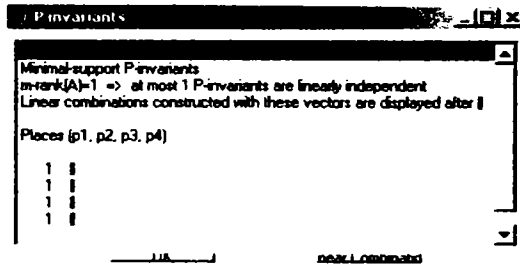 P-invariants
Minimal-support P-invariants
m-rank(A)=1 => at most 1 P-invariants are linearly independent
Linear combinations constructed with these vectors are displayed after ||
Places (p1, p2, p3, p4)
1 ||
1 ||
1 ||
1 ||